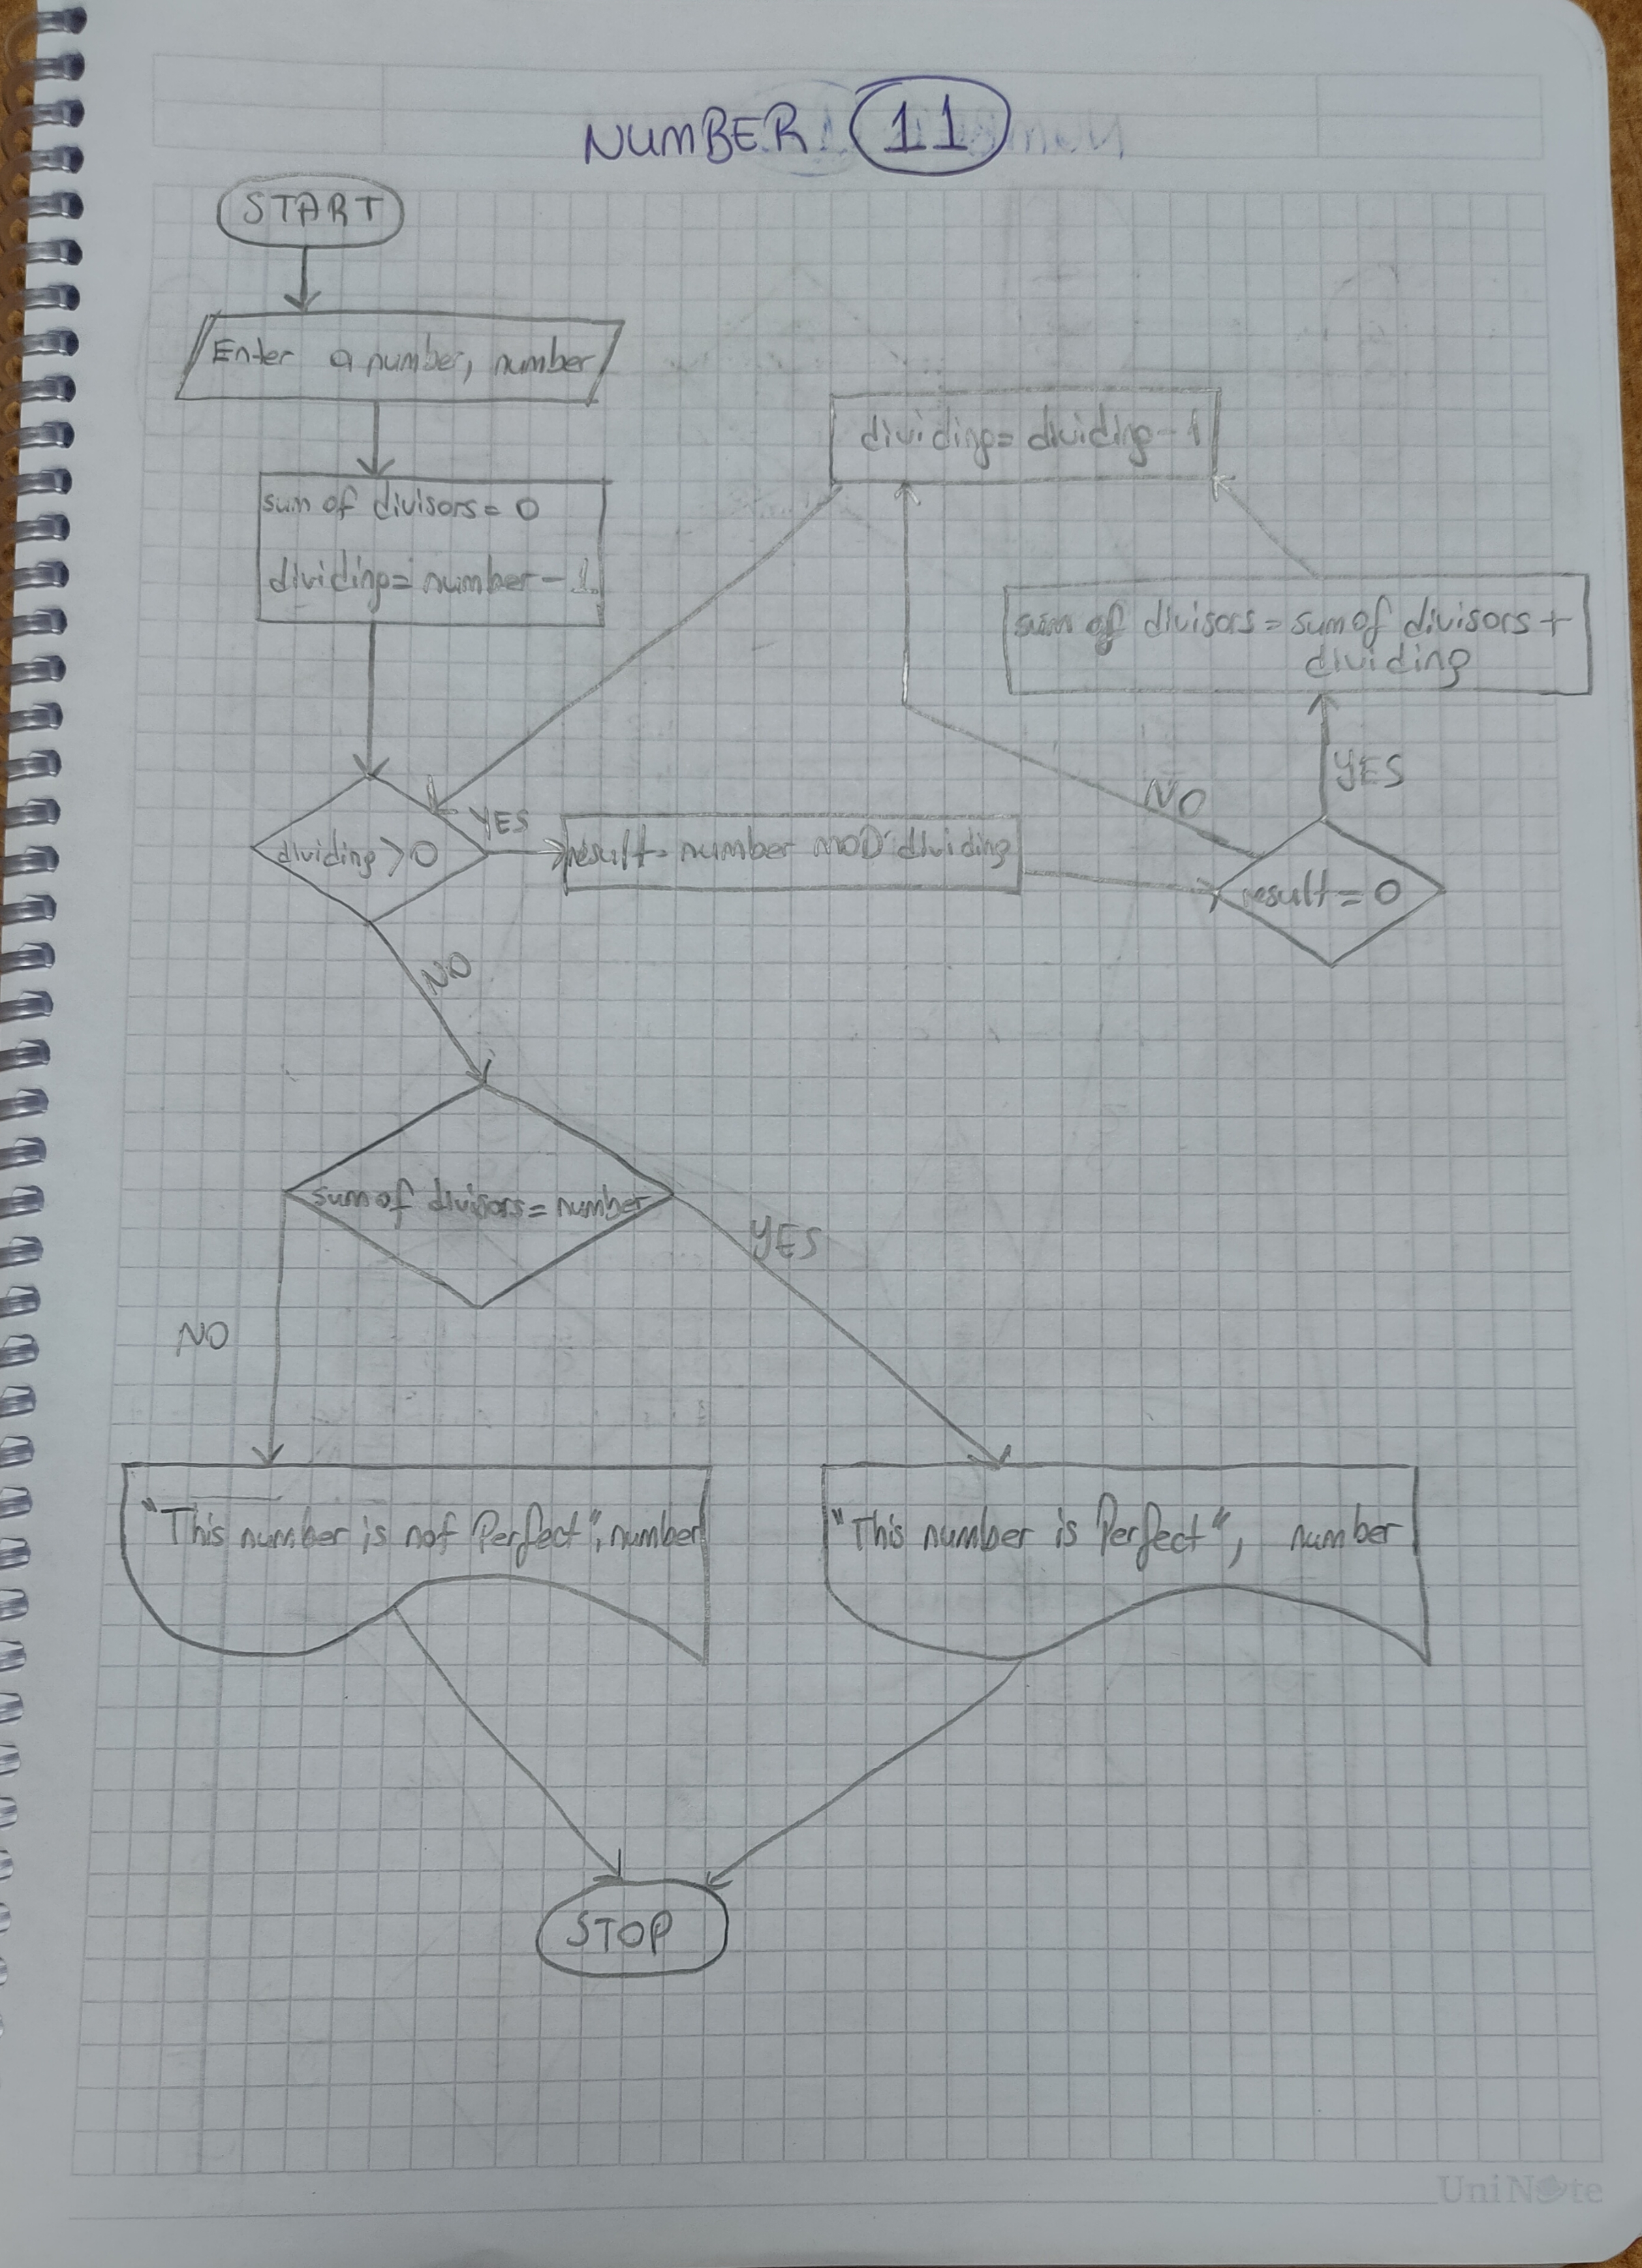 NUMBER 11
START
Enter a number, number
sum of divisors = 0
dividing = number - 1
dividing = dividing - 1
sum of divisors = sum of divisors +
dividing
YES
NO
dividing > 0
YES
result = number MOD dividing
result = 0
NO
sum of divisors = number
YES
NO
"This number is not Perfect", number
"This number is Perfect", number
STOP
UniNote